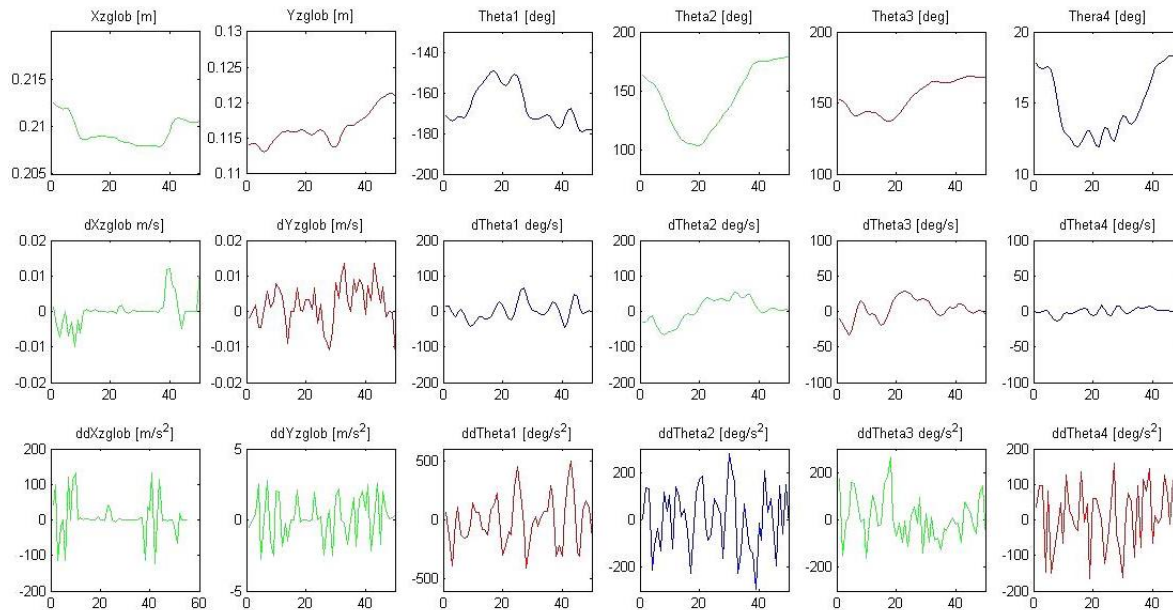 Xzglob [m] Yzglob [m] Theta1 [deg] Theta2 [deg] Theta3 [deg] Thera4 [deg]
0.215 0.21 0.205 0 20 40
0.13 0.125 0.12 0.115 0.11 0 20 40
-140 -160 -180 -200 0 20 40
200 150 100 0 20 40
200 150 100 0 20 40
20 15 10 0 20 40
dXzglob m/s] dYzglob [m/s] dTheta1 deg/s] dTheta2 deg/s] dTheta3 [deg/s] dTheta4 [deg/s]
0.02 0.01 0 -0.01 -0.02 0 20 40
0.02 0.01 0 -0.01 -0.02 0 20 40
200 100 0 -100 -200 0 20 40
200 100 0 -100 -200 0 20 40
100 50 0 -50 -100 0 20 40
100 50 0 -50 -100 0 20 40
ddXzglob [m/s²] ddYzglob [m/s²] ddTheta1 [deg/s²] ddTheta2 [deg/s²] ddTheta3 deg/s²] ddTheta4 [deg/s²]
200 100 0 -100 -200 0 20 40 60
5 0 -5 0 20 40
500 0 -500 0 20 40
200 0 -200 0 20 40
200 0 -200 0 20 40
200 100 0 -100 -200 0 20 40